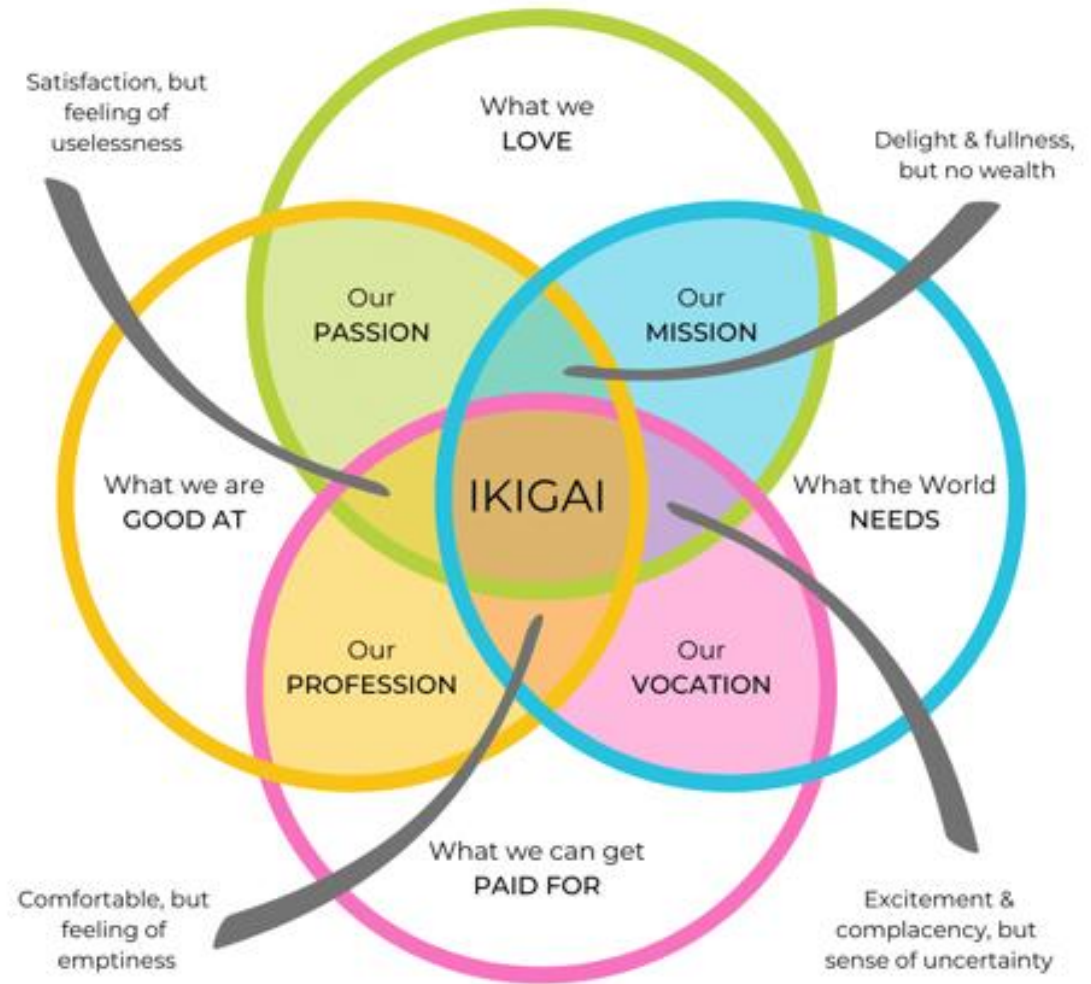 Satisfaction, but
feeling of
uselessness
What we
LOVE
Delight & fullness,
but no wealth
Our
PASSION
Our
MISSION
What we are
GOOD AT
IKIGAI
What the World
NEEDS
Our
PROFESSION
Our
VOCATION
What we can get
PAID FOR
Comfortable, but
feeling of
emptiness
Excitement &
complacency, but
sense of uncertainty